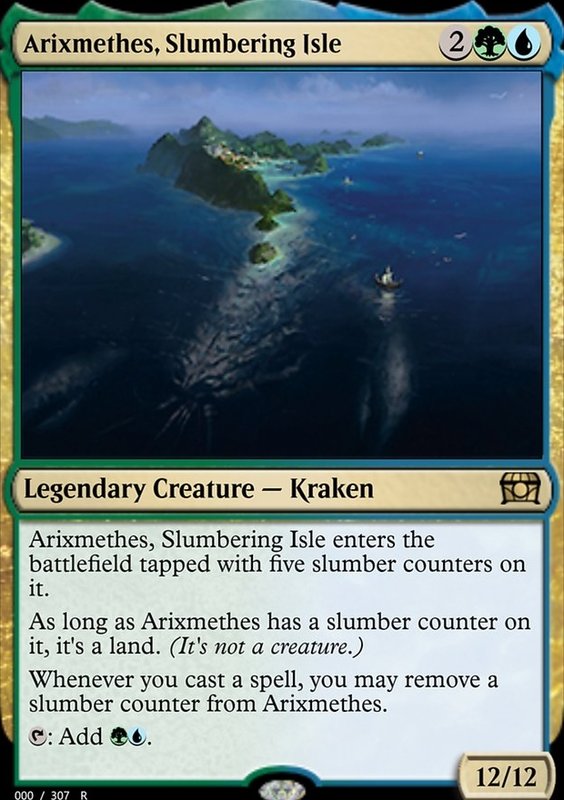 Arixmethes, Slumbering Isle 2
Legendary Creature — Kraken
Arixmethes, Slumbering Isle enters the
battlefield tapped with five slumber counters on
it.
As long as Arixmethes has a slumber counter on
it, it's a land. (It's not a creature.)
Whenever you cast a spell, you may remove a
slumber counter from Arixmethes.
: Add .
12/12
000 / 307 R